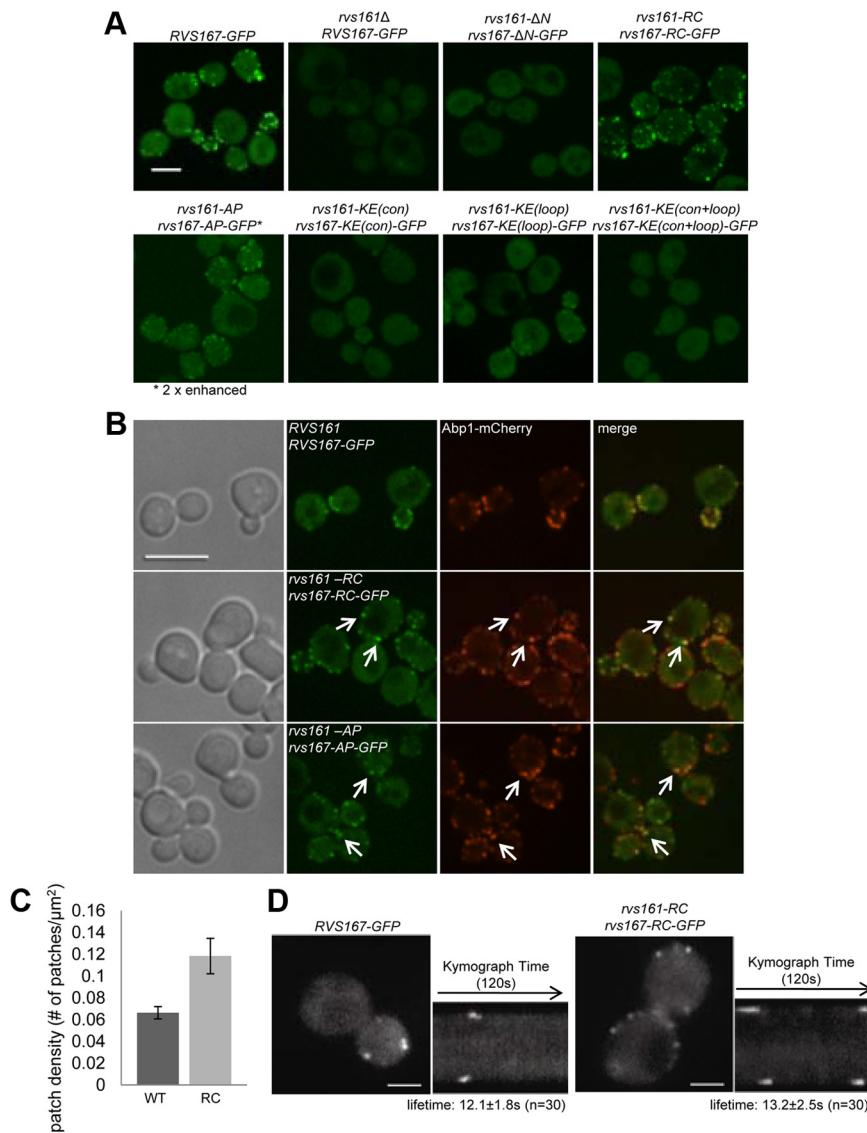 A
RVS167-GFP
rvs161Δ
RVS167-GFP
rvs161-ΔN
rvs167-ΔN-GFP
rvs161-RC
rvs167-RC-GFP
rvs161-AP
rvs167-AP-GFP*
rvs161-KE(con)
rvs167-KE(con)-GFP
rvs161-KE(loop)
rvs167-KE(loop)-GFP
rvs161-KE(con+loop)
rvs167-KE(con+loop)-GFP
* 2 x enhanced
B
RVS161
RVS167-GFP
Abp1-mCherry
merge
rvs161 –RC
rvs167-RC-GFP
rvs161 –AP
rvs167-AP-GFP
C
patch density (# of patches/µm²)
0.16
0.14
0.12
0.1
0.08
0.06
0.04
0.02
0
WT
RC
D
RVS167-GFP
Kymograph Time
(120s)
lifetime: 12.1±1.8s (n=30)
rvs161-RC
rvs167-RC-GFP
Kymograph Time
(120s)
lifetime: 13.2±2.5s (n=30)